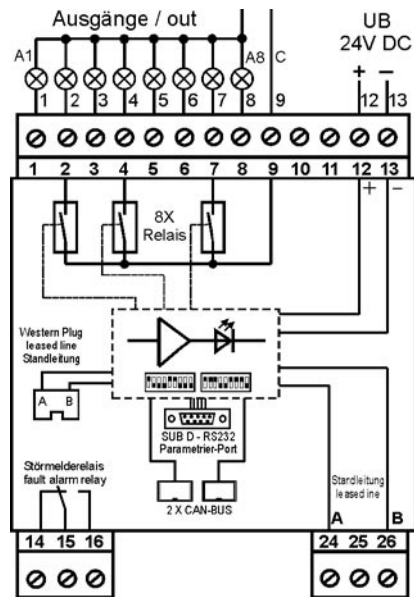 Ausgänge / out
UB
24V DC
A1
A8
C
+ −
1 2 3 4 5 6 7 8 9 12 13
1 2 3 4 5 6 7 8 9 10 11 12 13
+ −
8X
Relais
Western Plug
leased line
Standleitung
A B
SUB D - RS232
Parametrier-Port
Störmelderelais
fault alarm relay
2 X CAN-BUS
Standleitung
leased line
A B
14 15 16
24 25 26